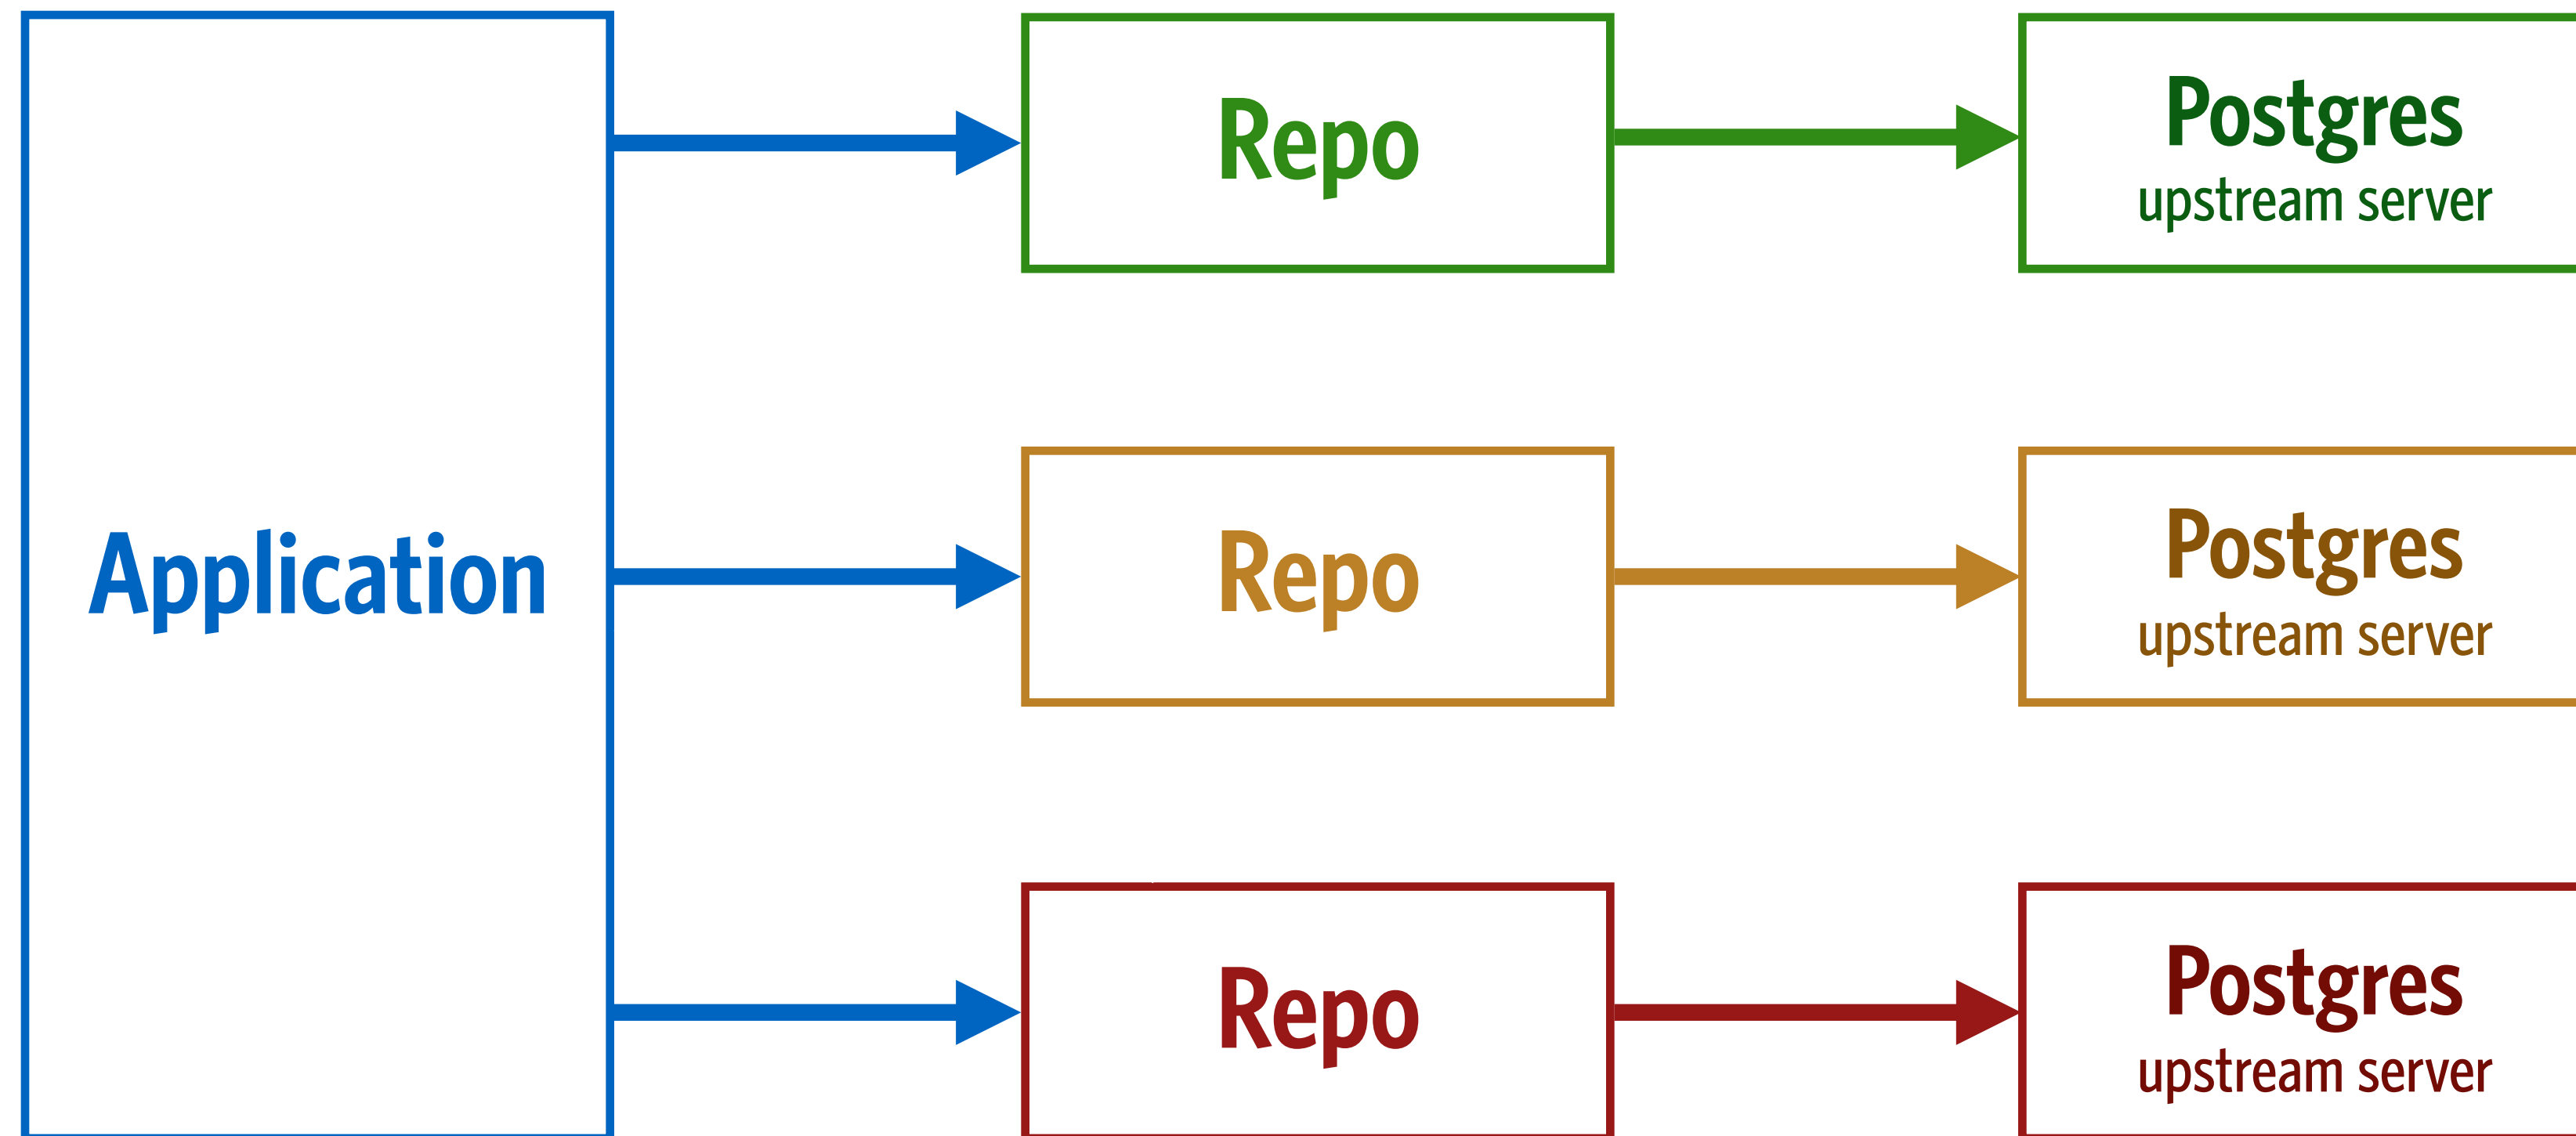 Repo
Postgres
upstream server
Application
Repo
Postgres
upstream server
Repo
Postgres
upstream server